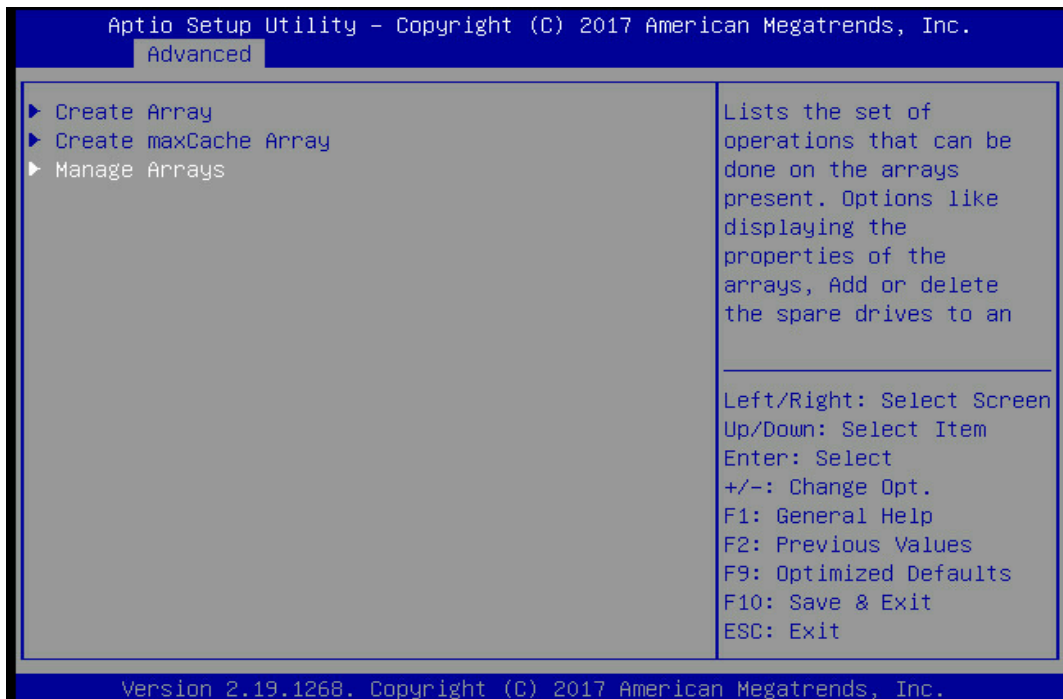 Aptio Setup Utility – Copyright (C) 2017 American Megatrends, Inc.
Advanced
Create Array
Create maxCache Array
Manage Arrays
Lists the set of
operations that can be
done on the arrays
present. Options like
displaying the
properties of the
arrays, Add or delete
the spare drives to an
Left/Right: Select Screen
Up/Down: Select Item
Enter: Select
+/-: Change Opt.
F1: General Help
F2: Previous Values
F9: Optimized Defaults
F10: Save & Exit
ESC: Exit
Version 2.19.1268. Copyright (C) 2017 American Megatrends, Inc.